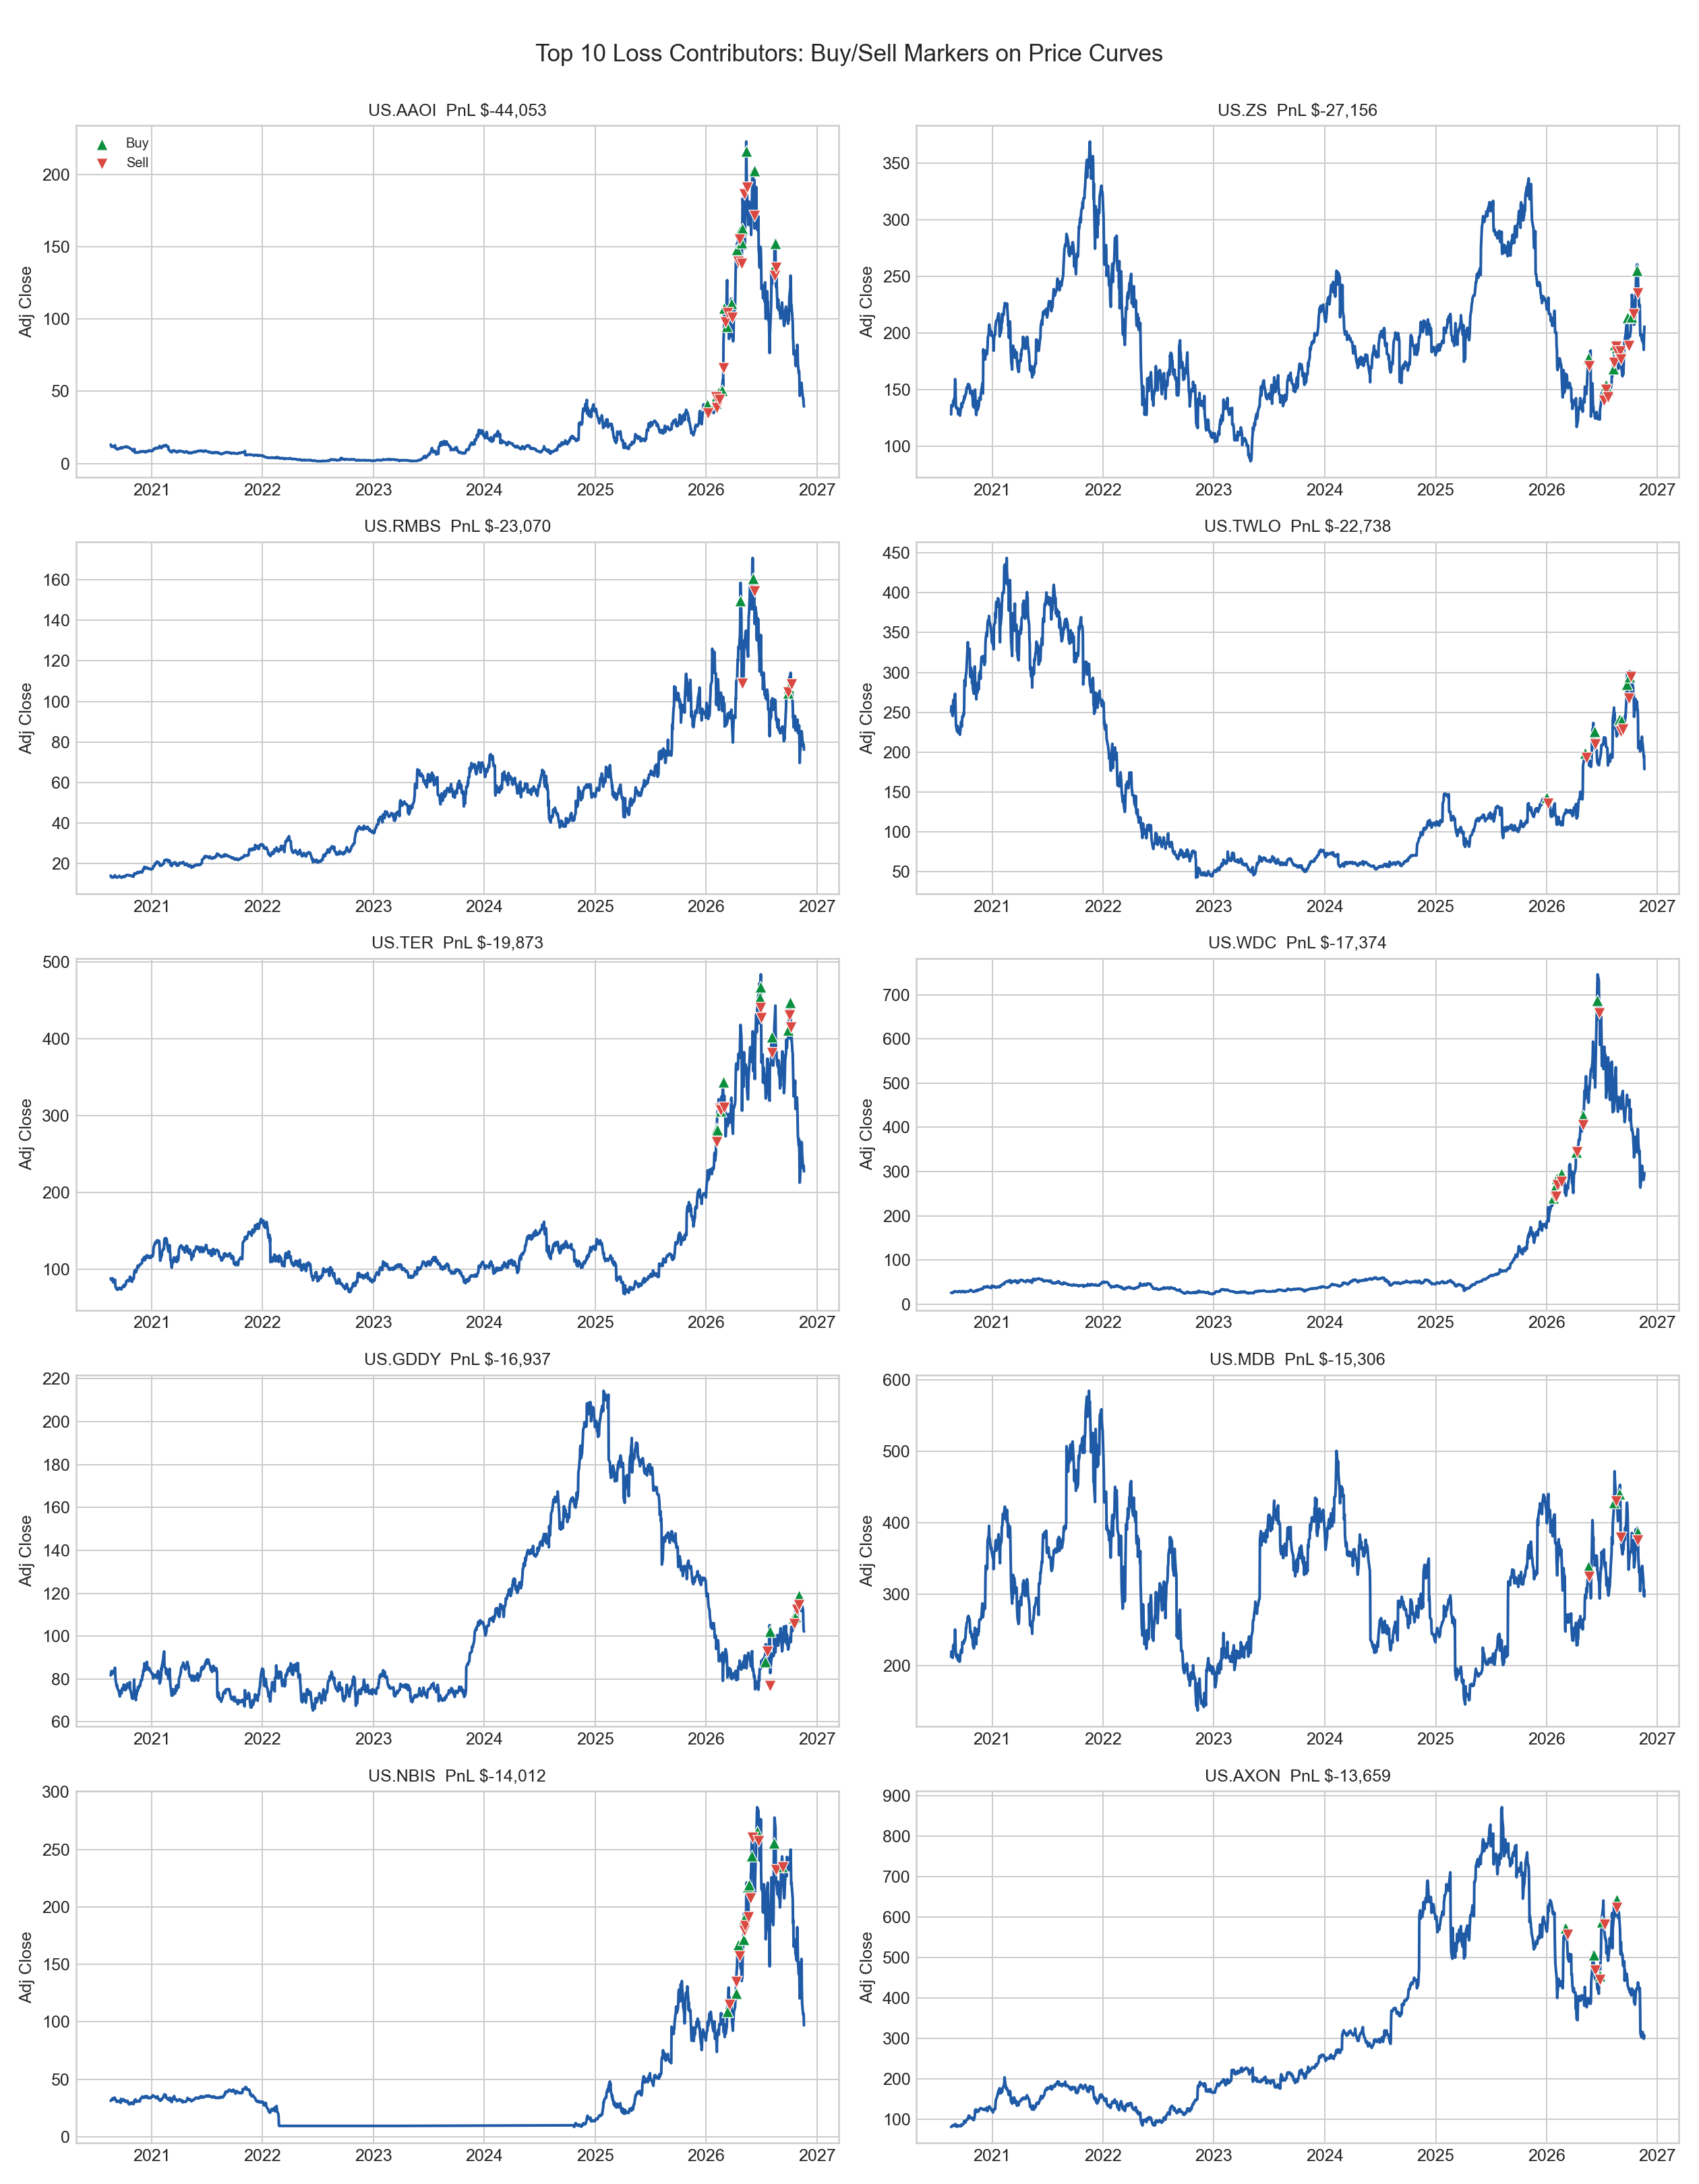 Top 10 Loss Contributors: Buy/Sell Markers on Price Curves
US.AAOI  PnL $-44,053
Buy
Sell
Adj Close
200
150
100
50
0
2021 2022 2023 2024 2025 2026 2027
US.ZS  PnL $-27,156
Adj Close
350
300
250
200
150
100
2021 2022 2023 2024 2025 2026 2027
US.RMBS  PnL $-23,070
Adj Close
160
140
120
100
80
60
40
20
2021 2022 2023 2024 2025 2026 2027
US.TWLO  PnL $-22,738
Adj Close
450
400
350
300
250
200
150
100
50
2021 2022 2023 2024 2025 2026 2027
US.TER  PnL $-19,873
Adj Close
500
400
300
200
100
2021 2022 2023 2024 2025 2026 2027
US.WDC  PnL $-17,374
Adj Close
700
600
500
400
300
200
100
0
2021 2022 2023 2024 2025 2026 2027
US.GDDY  PnL $-16,937
Adj Close
220
200
180
160
140
120
100
80
60
2021 2022 2023 2024 2025 2026 2027
US.MDB  PnL $-15,306
Adj Close
600
500
400
300
200
2021 2022 2023 2024 2025 2026 2027
US.NBIS  PnL $-14,012
Adj Close
300
250
200
150
100
50
0
2021 2022 2023 2024 2025 2026 2027
US.AXON  PnL $-13,659
Adj Close
900
800
700
600
500
400
300
200
100
2021 2022 2023 2024 2025 2026 2027